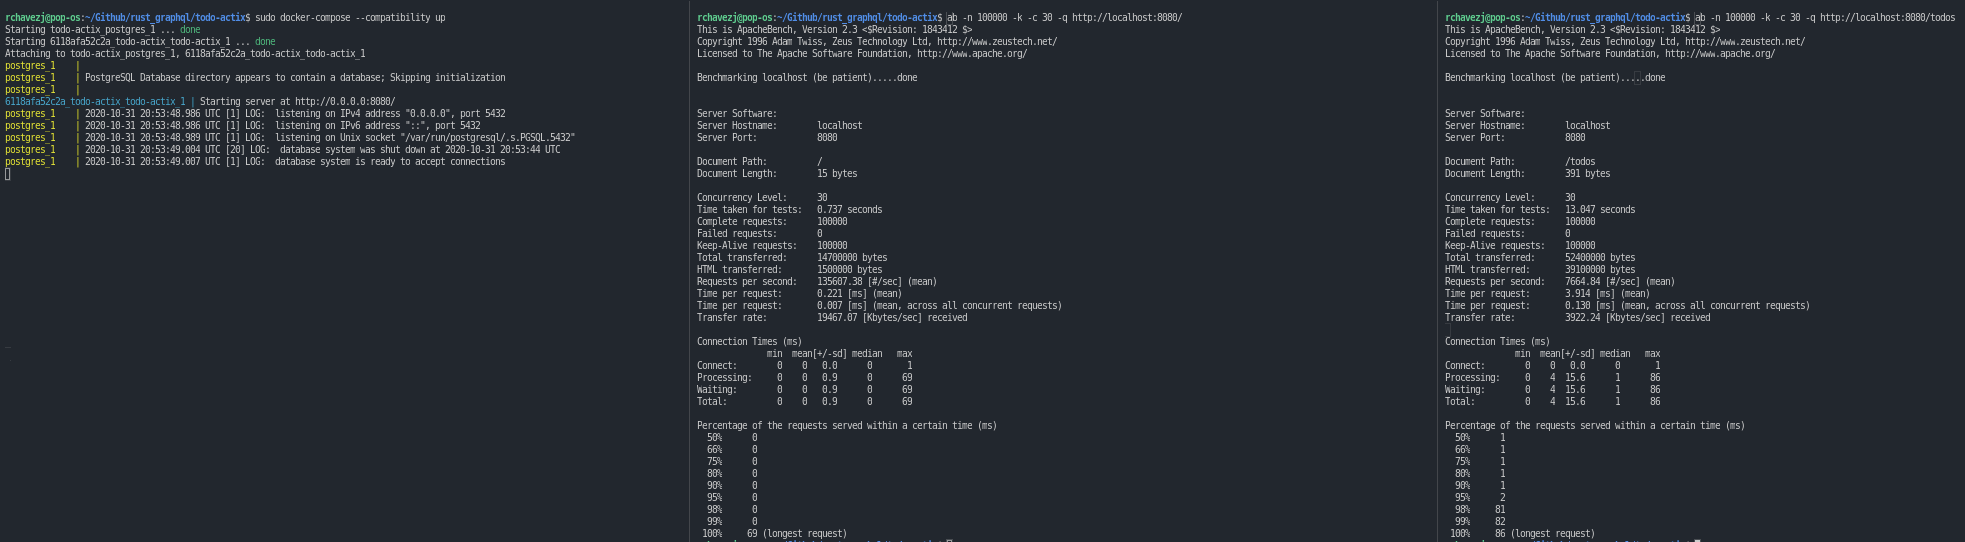 rchavezj@pop-os:~/Github/rust_graphql/todo-actix$ sudo docker-compose --compatibility up
Starting todo-actix_postgres_1 ... done
Starting 6118afa52c2a_todo-actix_todo-actix_1 ... done
Attaching to todo-actix_postgres_1, 6118afa52c2a_todo-actix_todo-actix_1
postgres_1    |
postgres_1    | PostgreSQL Database directory appears to contain a database; Skipping initialization
postgres_1    |
6118afa52c2a_todo-actix_todo-actix_1 | Starting server at http://0.0.0.0:8080/
postgres_1    | 2020-10-31 20:53:48.986 UTC [1] LOG:  listening on IPv4 address "0.0.0.0", port 5432
postgres_1    | 2020-10-31 20:53:48.986 UTC [1] LOG:  listening on IPv6 address "::", port 5432
postgres_1    | 2020-10-31 20:53:48.989 UTC [1] LOG:  listening on Unix socket "/var/run/postgresql/.s.PGSQL.5432"
postgres_1    | 2020-10-31 20:53:49.004 UTC [20] LOG:  database system was shut down at 2020-10-31 20:53:44 UTC
postgres_1    | 2020-10-31 20:53:49.007 UTC [1] LOG:  database system is ready to accept connections
rchavezj@pop-os:~/Github/rust_graphql/todo-actix$ ab -n 100000 -k -c 30 -q http://localhost:8080/
This is ApacheBench, Version 2.3 <$Revision: 1843412 $>
Copyright 1996 Adam Twiss, Zeus Technology Ltd, http://www.zeustech.net/
Licensed to The Apache Software Foundation, http://www.apache.org/
Benchmarking localhost (be patient).....done
Server Software:
Server Hostname:        localhost
Server Port:            8080
Document Path:          /
Document Length:        15 bytes
Concurrency Level:      30
Time taken for tests:   0.737 seconds
Complete requests:      100000
Failed requests:        0
Keep-Alive requests:    100000
Total transferred:      14700000 bytes
HTML transferred:       1500000 bytes
Requests per second:    135607.38 [#/sec] (mean)
Time per request:       0.221 [ms] (mean)
Time per request:       0.007 [ms] (mean, across all concurrent requests)
Transfer rate:          19467.07 [Kbytes/sec] received
Connection Times (ms)
              min  mean[+/-sd] median   max
Connect:        0    0   0.0      0       1
Processing:     0    0   0.9      0      69
Waiting:        0    0   0.9      0      69
Total:          0    0   0.9      0      69
Percentage of the requests served within a certain time (ms)
  50%      0
  66%      0
  75%      0
  80%      0
  90%      0
  95%      0
  98%      0
  99%      0
 100%     69 (longest request)
rchavezj@pop-os:~/Github/rust_graphql/todo-actix$ ab -n 100000 -k -c 30 -q http://localhost:8080/todos
This is ApacheBench, Version 2.3 <$Revision: 1843412 $>
Copyright 1996 Adam Twiss, Zeus Technology Ltd, http://www.zeustech.net/
Licensed to The Apache Software Foundation, http://www.apache.org/
Benchmarking localhost (be patient).....done
Server Software:
Server Hostname:        localhost
Server Port:            8080
Document Path:          /todos
Document Length:        391 bytes
Concurrency Level:      30
Time taken for tests:   13.047 seconds
Complete requests:      100000
Failed requests:        0
Keep-Alive requests:    100000
Total transferred:      52400000 bytes
HTML transferred:       39100000 bytes
Requests per second:    7664.84 [#/sec] (mean)
Time per request:       3.914 [ms] (mean)
Time per request:       0.130 [ms] (mean, across all concurrent requests)
Transfer rate:          3922.24 [Kbytes/sec] received
Connection Times (ms)
              min  mean[+/-sd] median   max
Connect:        0    0   0.0      0       1
Processing:     0    4  15.6      1      86
Waiting:        0    4  15.6      1      86
Total:          0    4  15.6      1      86
Percentage of the requests served within a certain time (ms)
  50%      1
  66%      1
  75%      1
  80%      1
  90%      1
  95%      2
  98%     81
  99%     82
 100%     86 (longest request)